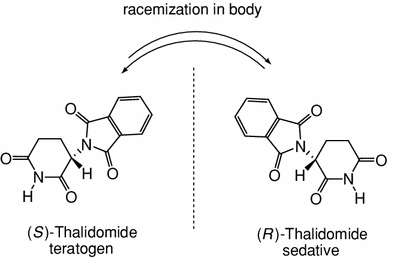 racemization in body
O
O
N
O
N
H
O
H
O
O
N
O
H
O
N
H
(S)-Thalidomide
teratogen
(R)-Thalidomide
sedative